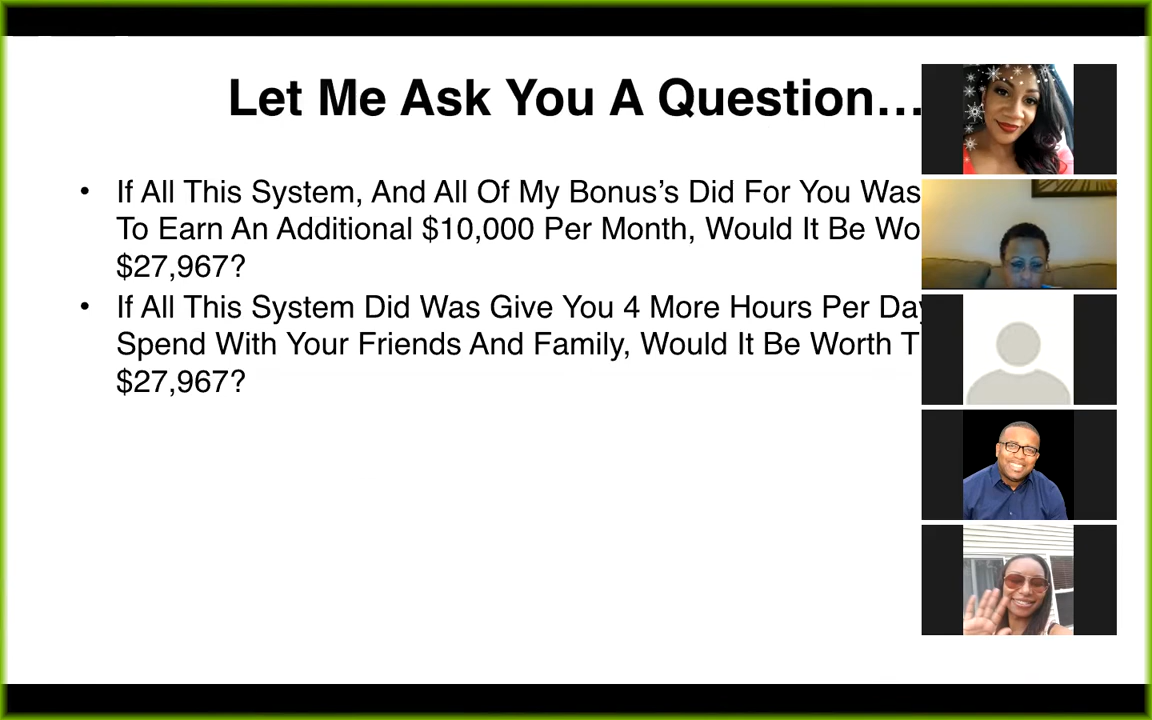 Let Me Ask You A Question…
• If All This System, And All Of My Bonus’s Did For You Was
To Earn An Additional $10,000 Per Month, Would It Be
$27,967?
• If All This System Did Was Give You 4 More Hours Per Day
Spend With Your Friends And Family, Would It Be Worth
$27,967?